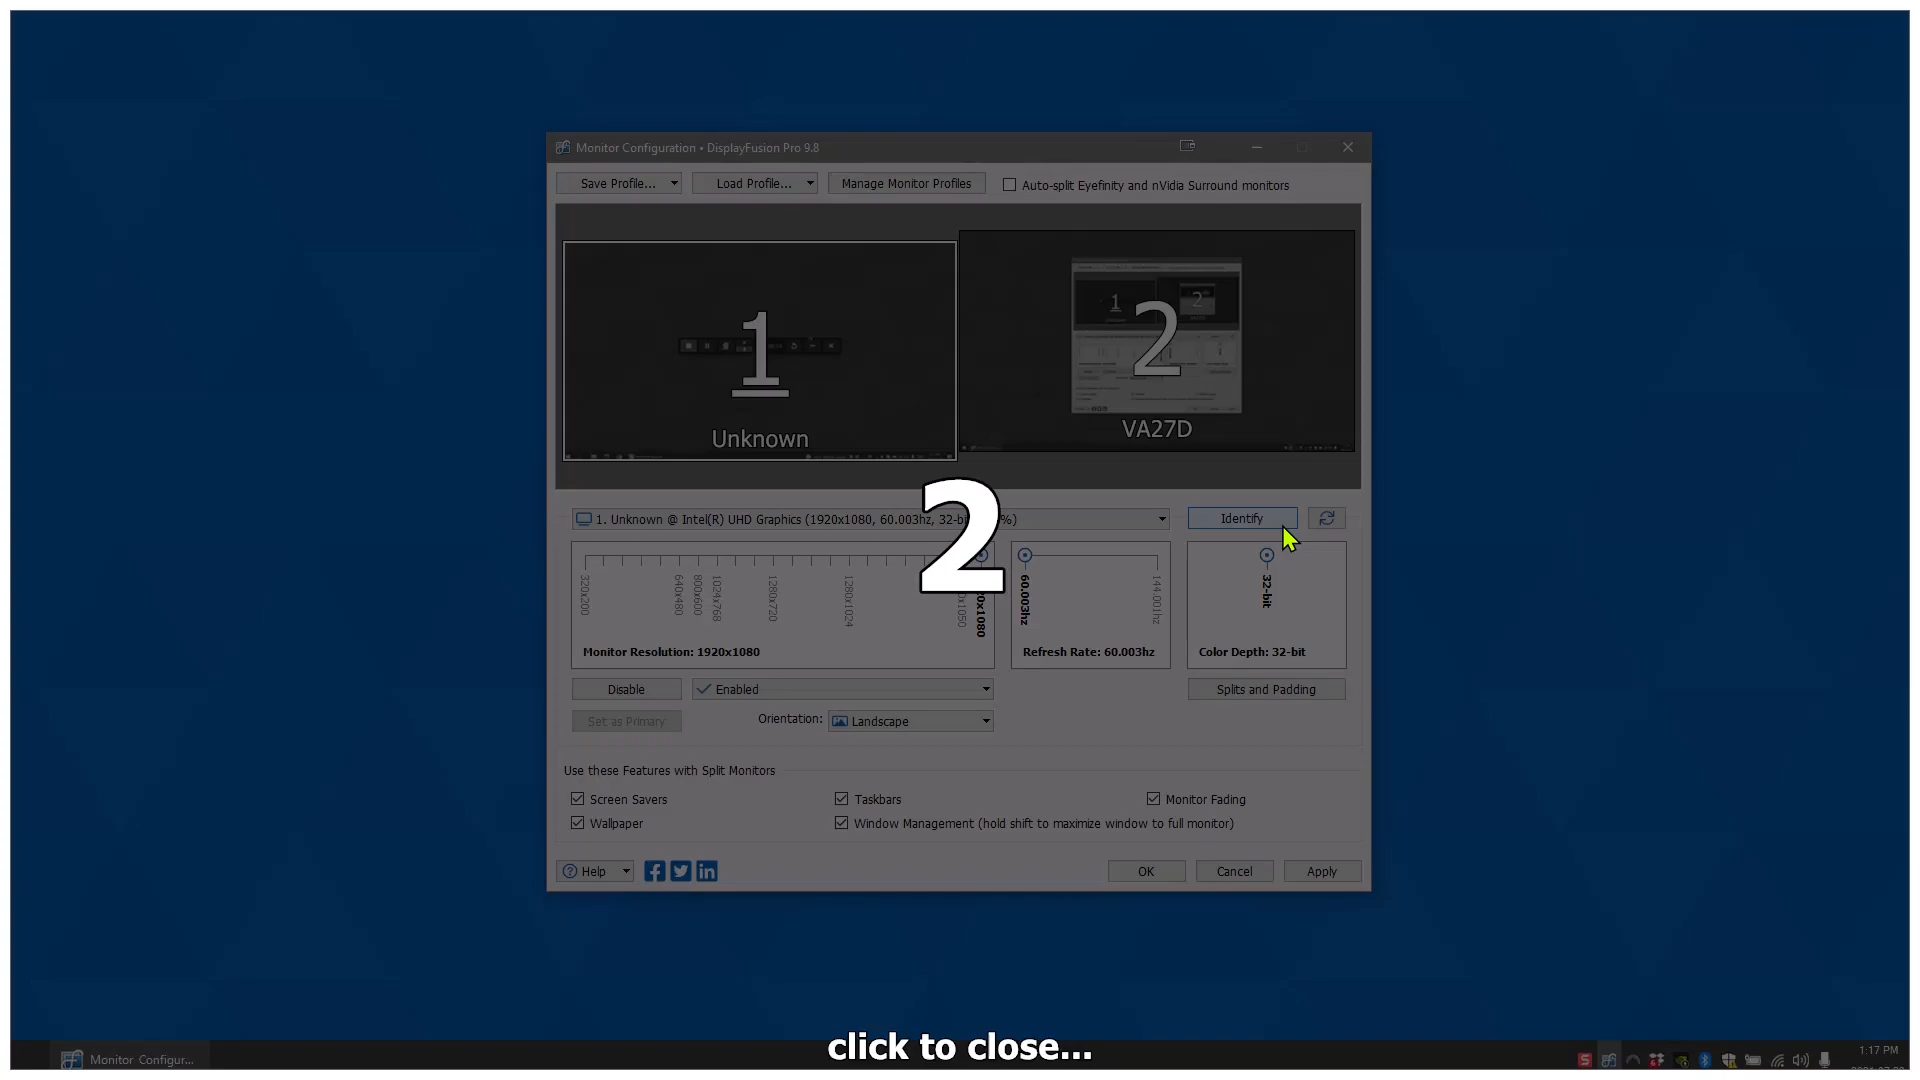 Monitor Configuration • DisplayFusion Pro 9.8
Save Profile...
Load Profile...
Manage Monitor Profiles
Auto-split Eyefinity and nVidia Surround monitors
1
Unknown
1
2
2
VA27D
2
1. Unknown @ Intel(R) UHD Graphics (1920x1080, 60.003hz, 32-bi %)
Identify
320x200
640x480
800x600
1024x768
1280x720
1280x1024
0x1050
0x1080
60.003hz
144.001hz
32-bit
Monitor Resolution: 1920x1080
Refresh Rate: 60.003hz
Color Depth: 32-bit
Disable
Enabled
Splits and Padding
Set as Primary
Orientation:
Landscape
Use these Features with Split Monitors
Screen Savers
Taskbars
Monitor Fading
Wallpaper
Window Management (hold shift to maximize window to full monitor)
Help
OK
Cancel
Apply
click to close...
Monitor Configur...
1:17 PM